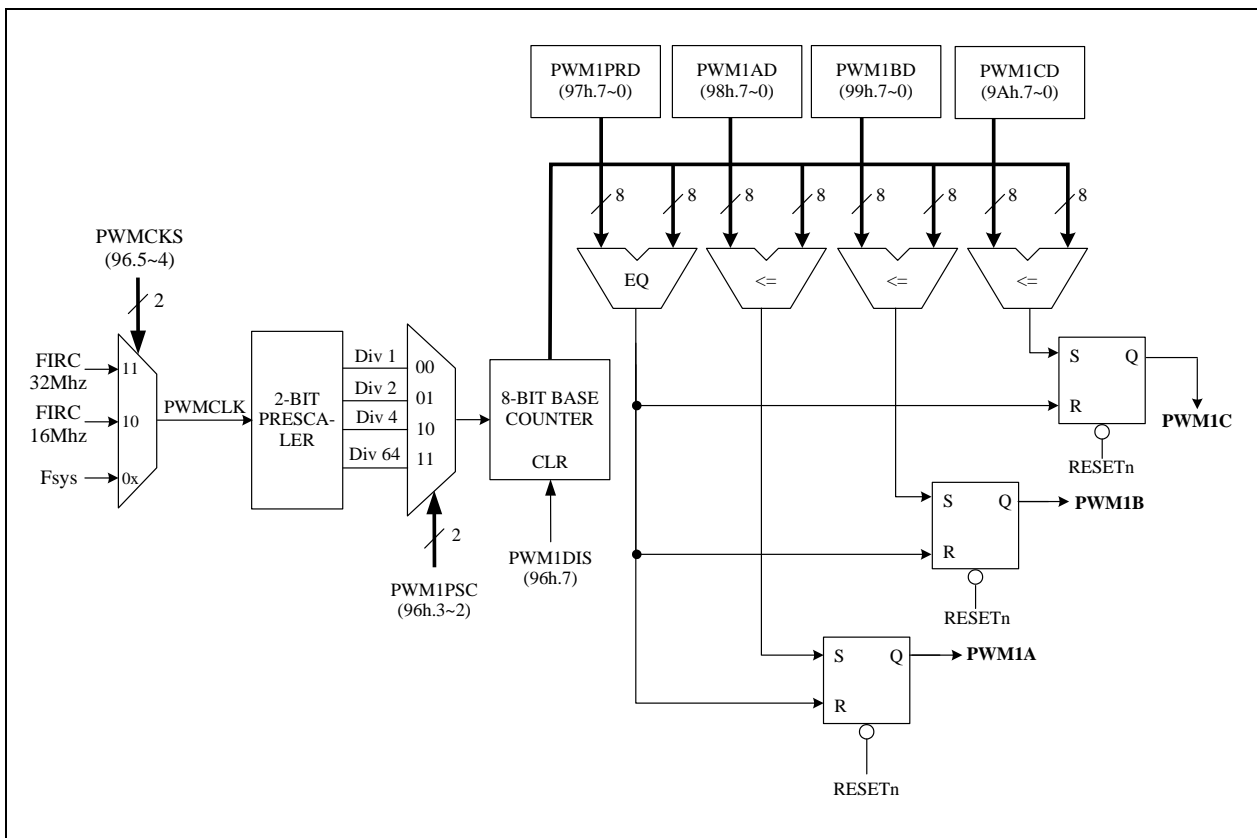 PWM1PRD
(97h.7~0)
PWM1AD
(98h.7~0)
PWM1BD
(99h.7~0)
PWM1CD
(9Ah.7~0)
8
8
8
8
8
8
8
8
PWMCKS
(96.5~4)
2
EQ
<=
<=
<=
FIRC
32Mhz
11
FIRC
16Mhz
10
Fsys
0x
PWMCLK
2-BIT
PRESCA-
LER
Div 1
Div 2
Div 4
Div 64
00
01
10
11
2
PWM1PSC
(96h.3~2)
8-BIT BASE
COUNTER
CLR
PWM1DIS
(96h.7)
S
Q
R
PWM1C
RESETn
S
Q
R
PWM1B
RESETn
S
Q
R
PWM1A
RESETn